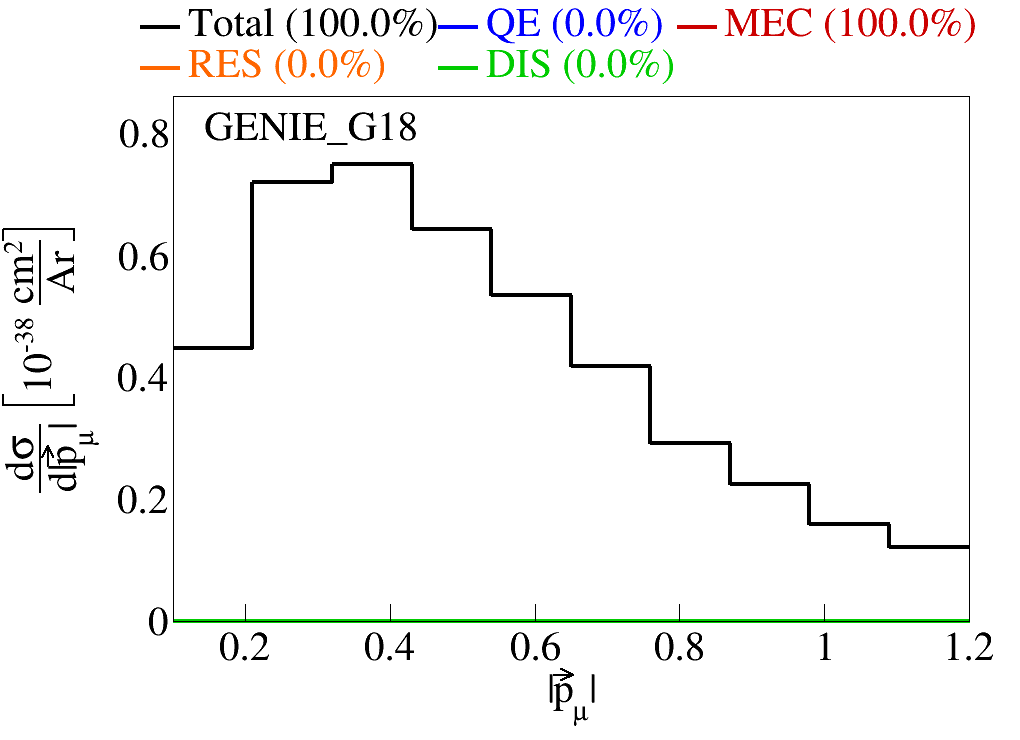 Total (100.0%) QE (0.0%) MEC (100.0%)
RES (0.0%) DIS (0.0%)
GENIE_G18
dσ/d|p⃗μ| [10⁻³⁸ cm²/Ar]
0.8
0.6
0.4
0.2
0
0.2 0.4 0.6 0.8 1 1.2
|p⃗μ|